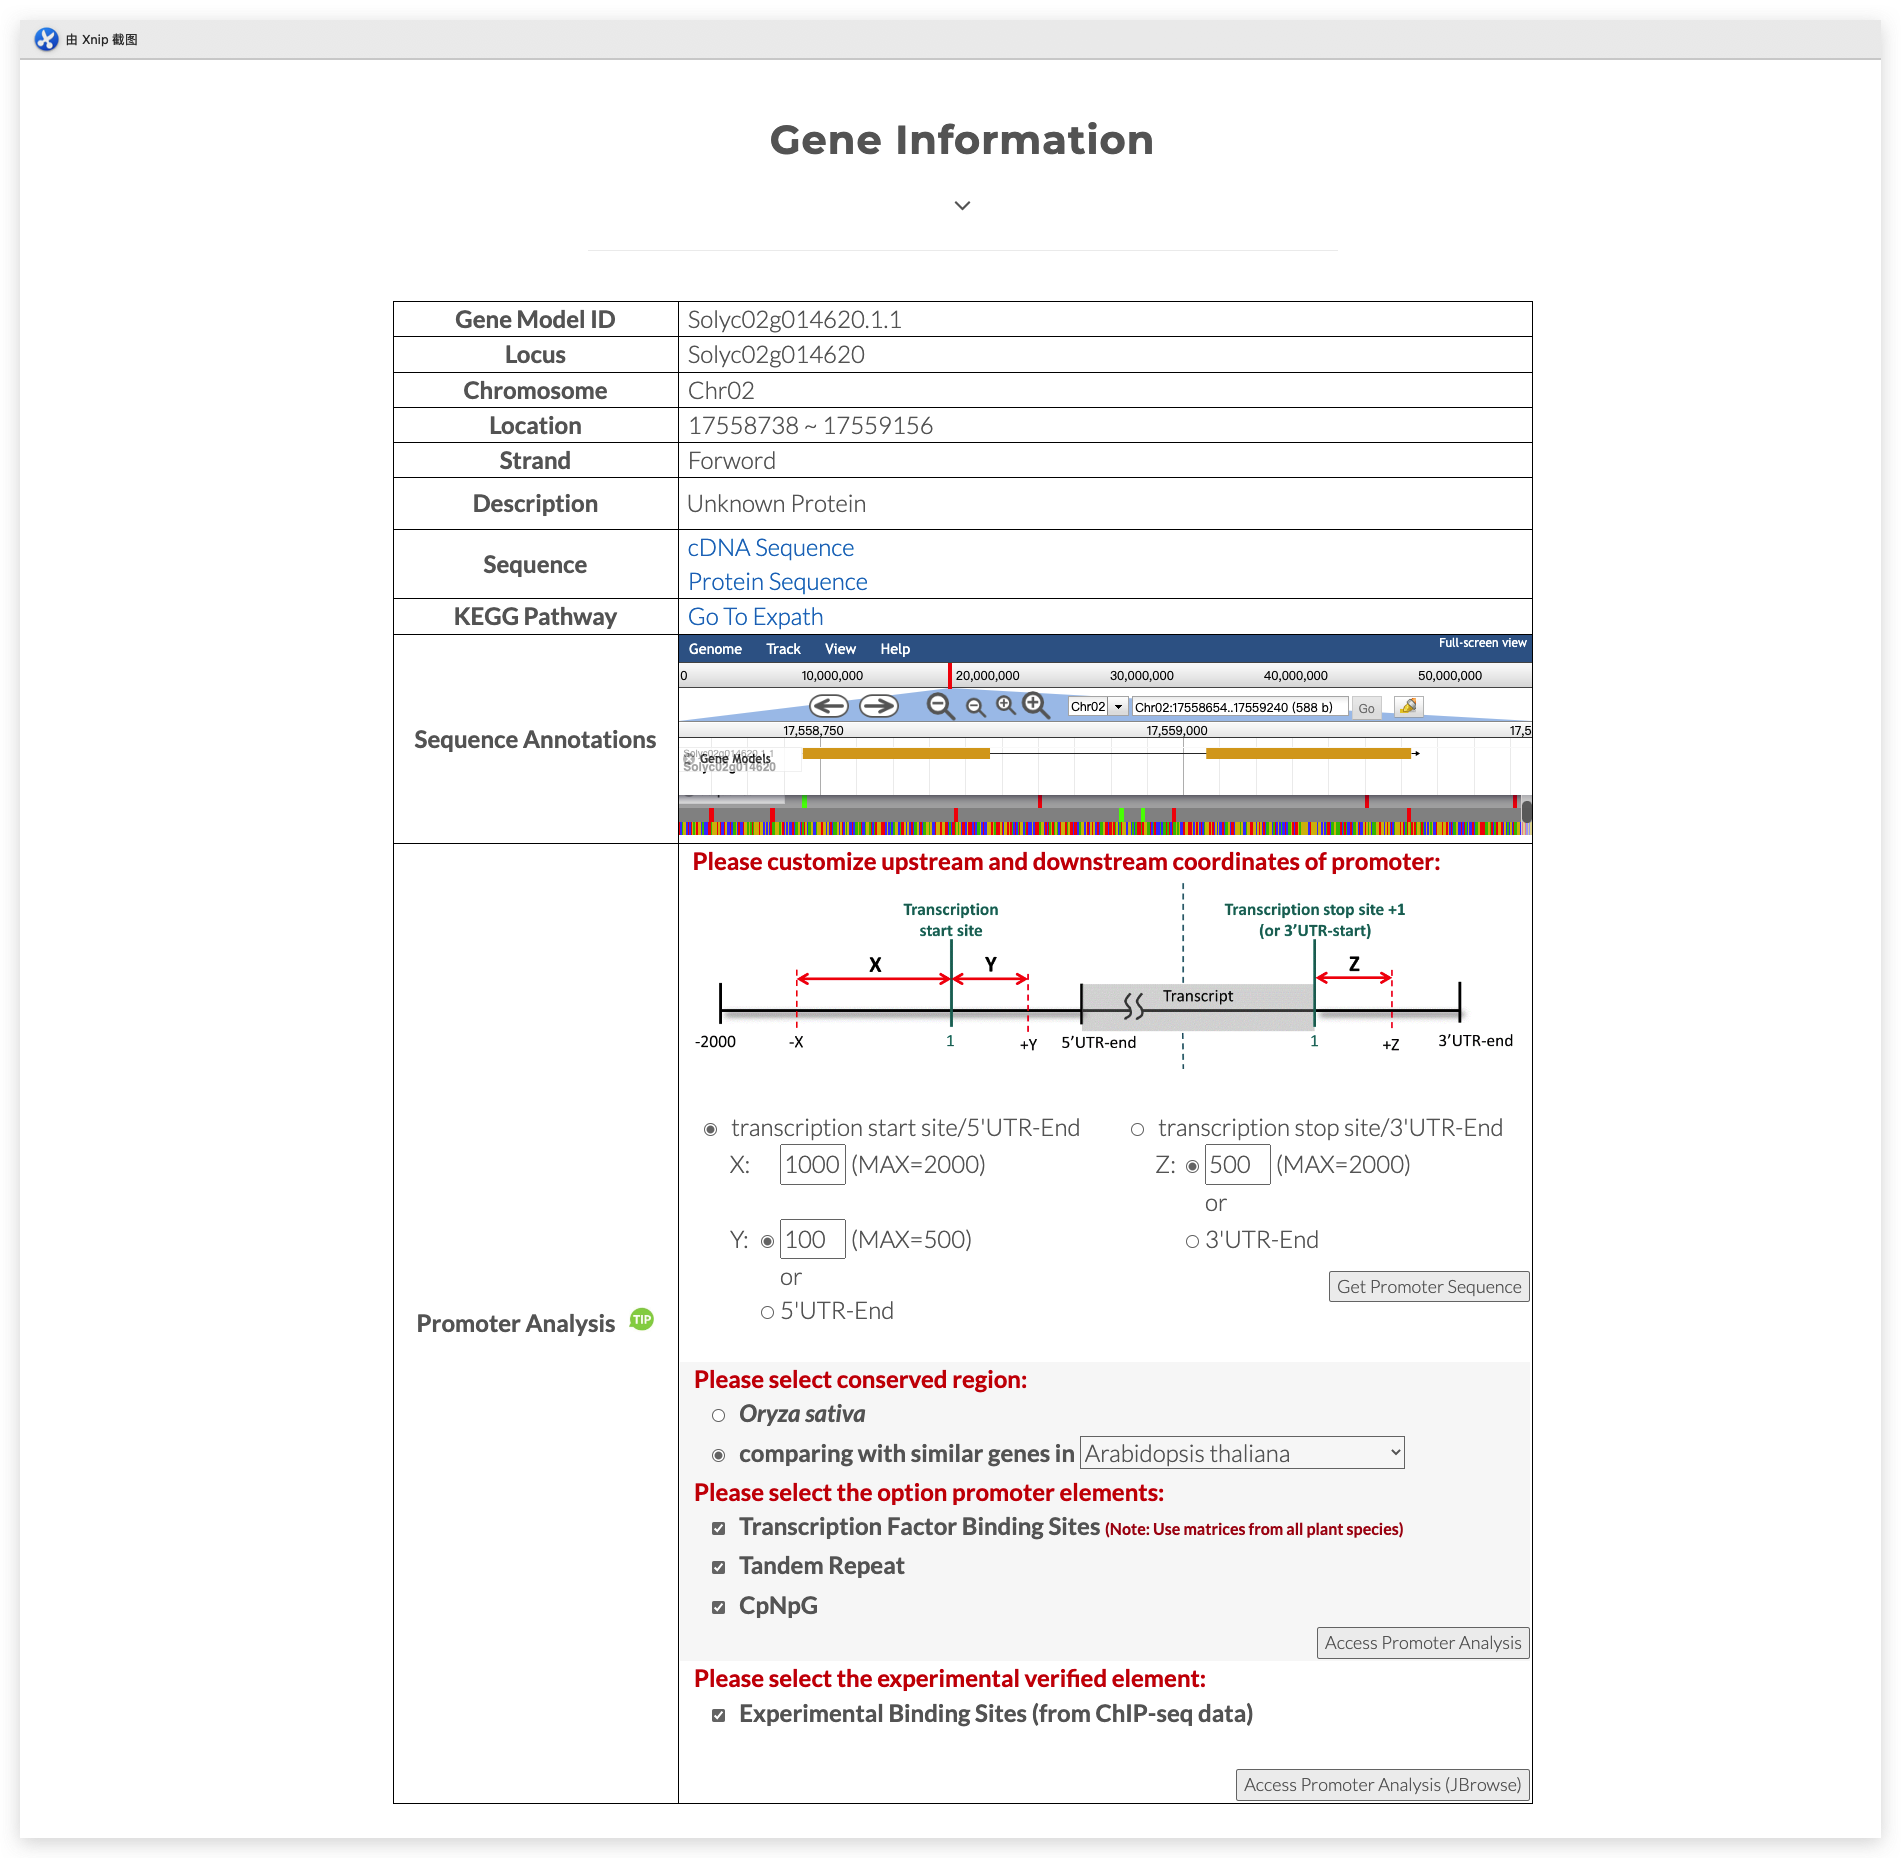 由 Xnip 截图
Gene Information
Gene Model ID Solyc02g014620.1.1
Locus Solyc02g014620
Chromosome Chr02
Location 17558738 ~ 17559156
Strand Forword
Description Unknown Protein
Sequence cDNA Sequence
Protein Sequence
KEGG Pathway Go To Expath
Sequence Annotations
Genome Track View Help Full-screen view
0 10,000,000 20,000,000 30,000,000 40,000,000 50,000,000
Chr02 Chr02:17558654..17559240 (588 b) Go
17,558,750 17,559,000 17,5
Solyc02g014620.1.1
Gene Models
Solyc02g014620
Promoter Analysis TIP
Please customize upstream and downstream coordinates of promoter:
Transcription Transcription stop site +1
start site (or 3’UTR-start)
X Y Z
Transcript
-2000 -X 1 +Y 5’UTR-end 1 +Z 3’UTR-end
transcription start site/5'UTR-End transcription stop site/3'UTR-End
X: 1000 (MAX=2000) Z: 500 (MAX=2000)
or
Y: 100 (MAX=500) 3'UTR-End
or Get Promoter Sequence
5'UTR-End
Please select conserved region:
Oryza sativa
comparing with similar genes in Arabidopsis thaliana
Please select the option promoter elements:
Transcription Factor Binding Sites (Note: Use matrices from all plant species)
Tandem Repeat
CpNpG
Access Promoter Analysis
Please select the experimental verified element:
Experimental Binding Sites (from ChIP-seq data)
Access Promoter Analysis (JBrowse)